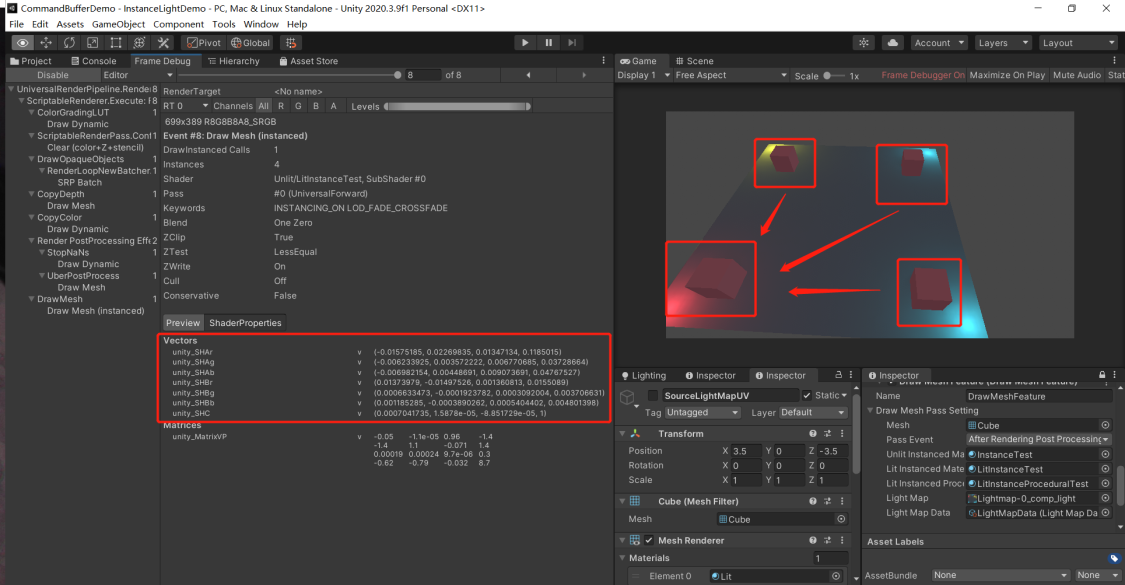 CommandBufferDemo - InstanceLightDemo - PC, Mac & Linux Standalone - Unity 2020.3.9f1 Personal <DX11>
File Edit Assets GameObject Component Tools Window Help
Pivot Global Account Layers Layout
Project Console Frame Debug Hierarchy Asset Store
Disable Editor 8 of 8
UniversalRenderPipeline.Render 8
ScriptableRenderer.Execute: F 8
ColorGradingLUT 1
Draw Dynamic
ScriptableRenderPass.Conf 1
Clear (color+Z+stencil)
DrawOpaqueObjects 1
RenderLoopNewBatcher. 1
SRP Batch
CopyDepth 1
Draw Mesh
CopyColor 1
Draw Dynamic
Render PostProcessing Effe 2
StopNaNs 1
Draw Dynamic
UberPostProcess 1
Draw Mesh
DrawMesh 1
Draw Mesh (instanced)
RenderTarget <No name>
RT 0 Channels All R G B A Levels
699x389 R8G8B8A8_SRGB
Event #8: Draw Mesh (instanced)
DrawInstanced Calls 1
Instances 4
Shader Unlit/LitInstanceTest, SubShader #0
Pass #0 (UniversalForward)
Keywords INSTANCING_ON LOD_FADE_CROSSFADE
Blend One Zero
ZClip True
ZTest LessEqual
ZWrite On
Cull Off
Conservative False
Preview ShaderProperties
Vectors
unity_SHAr v (-0.01575185, 0.02269835, 0.01347134, 0.1185015)
unity_SHAg v (-0.006233925, 0.003572222, 0.006770685, 0.03728664)
unity_SHAb v (-0.006982154, 0.00448691, 0.009073691, 0.04767527)
unity_SHBr v (0.01373979, -0.01497526, 0.001360813, 0.0155089)
unity_SHBg v (0.0006633473, -0.0001923782, 0.0003092004, 0.003706631)
unity_SHBb v (0.001185285, -0.0003890262, 0.0005404402, 0.004801398)
unity_SHC v (0.0007041735, 1.5878e-05, -8.851729e-05, 1)
Matrices
unity_MatrixVP v -0.05 -1.1e-05 0.96 -1.4
-1.4 1.1 -0.071 1.4
0.00019 0.00024 9.7e-06 0.3
-0.62 -0.79 -0.032 8.7
Game Scene
Display 1 Free Aspect Scale 1x Frame Debugger On Maximize On Play Mute Audio Stat
Lighting Inspector Inspector
SourceLightMapUV Static
Tag Untagged Layer Default
Transform
Position X 3.5 Y 0 Z -3.5
Rotation X 0 Y 0 Z 0
Scale X 1 Y 1 Z 1
Cube (Mesh Filter)
Mesh Cube
Mesh Renderer
Materials 1
Element 0 Lit
Inspector
Draw Mesh Feature (Draw Mesh Feature)
Name DrawMeshFeature
Draw Mesh Pass Setting
Mesh Cube
Pass Event After Rendering Post Processing
Unlit Instanced Ma InstanceTest
Lit Instanced Mate LitInstanceTest
Lit Instanced Proce LitInstanceProceduralTest
Light Map Lightmap-0_comp_light
Light Map Data LightMapData (Light Map Da
Asset Labels
AssetBundle None None